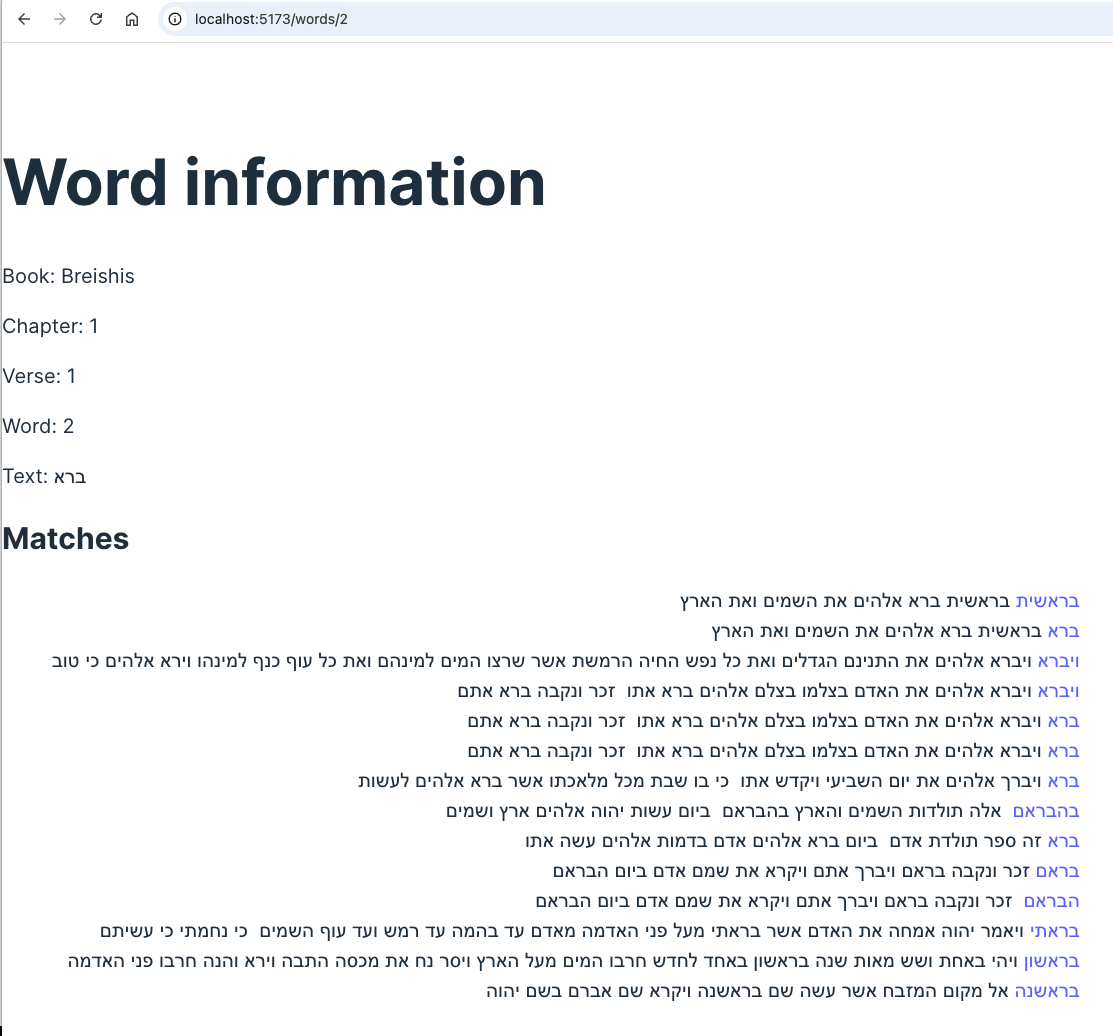 localhost:5173/words/2
Word information
Book: Breishis
Chapter: 1
Verse: 1
Word: 2
Text: ברא
Matches
בראשית בראשית ברא אלהים את השמים ואת הארץ
ברא בראשית ברא אלהים את השמים ואת הארץ
ויברא ויברא אלהים את התנינם הגדלים ואת כל נפש החיה הרמשת אשר שרצו המים למינהם ואת כל עוף כנף למינהו וירא אלהים כי טוב
ויברא ויברא אלהים את האדם בצלמו בצלם אלהים ברא אתו זכר ונקבה ברא אתם
ברא ויברא אלהים את האדם בצלמו בצלם אלהים ברא אתו זכר ונקבה ברא אתם
ברא ויברא אלהים את האדם בצלמו בצלם אלהים ברא אתו זכר ונקבה ברא אתם
ברא ויברך אלהים את יום השביעי ויקדש אתו כי בו שבת מכל מלאכתו אשר ברא אלהים לעשות
בהבראם אלה תולדות השמים והארץ בהבראם ביום עשות יהוה אלהים ארץ ושמים
ברא זה ספר תולדת אדם ביום ברא אלהים אדם בדמות אלהים עשה אתו
בראם זכר ונקבה בראם ויברך אתם ויקרא את שמם אדם ביום הבראם
הבראם זכר ונקבה בראם ויברך אתם ויקרא את שמם אדם ביום הבראם
בראתי ויאמר יהוה אמחה את האדם אשר בראתי מעל פני האדמה מאדם עד בהמה עד רמש ועד עוף השמים כי נחמתי כי עשיתם
בראשון ויהי באחת ושש מאות שנה בראשון באחד לחדש חרבו המים מעל הארץ ויסר נח את מכסה התבה וירא והנה חרבו פני האדמה
בראשנה אל מקום המזבח אשר עשה שם בראשנה ויקרא שם אברם בשם יהוה